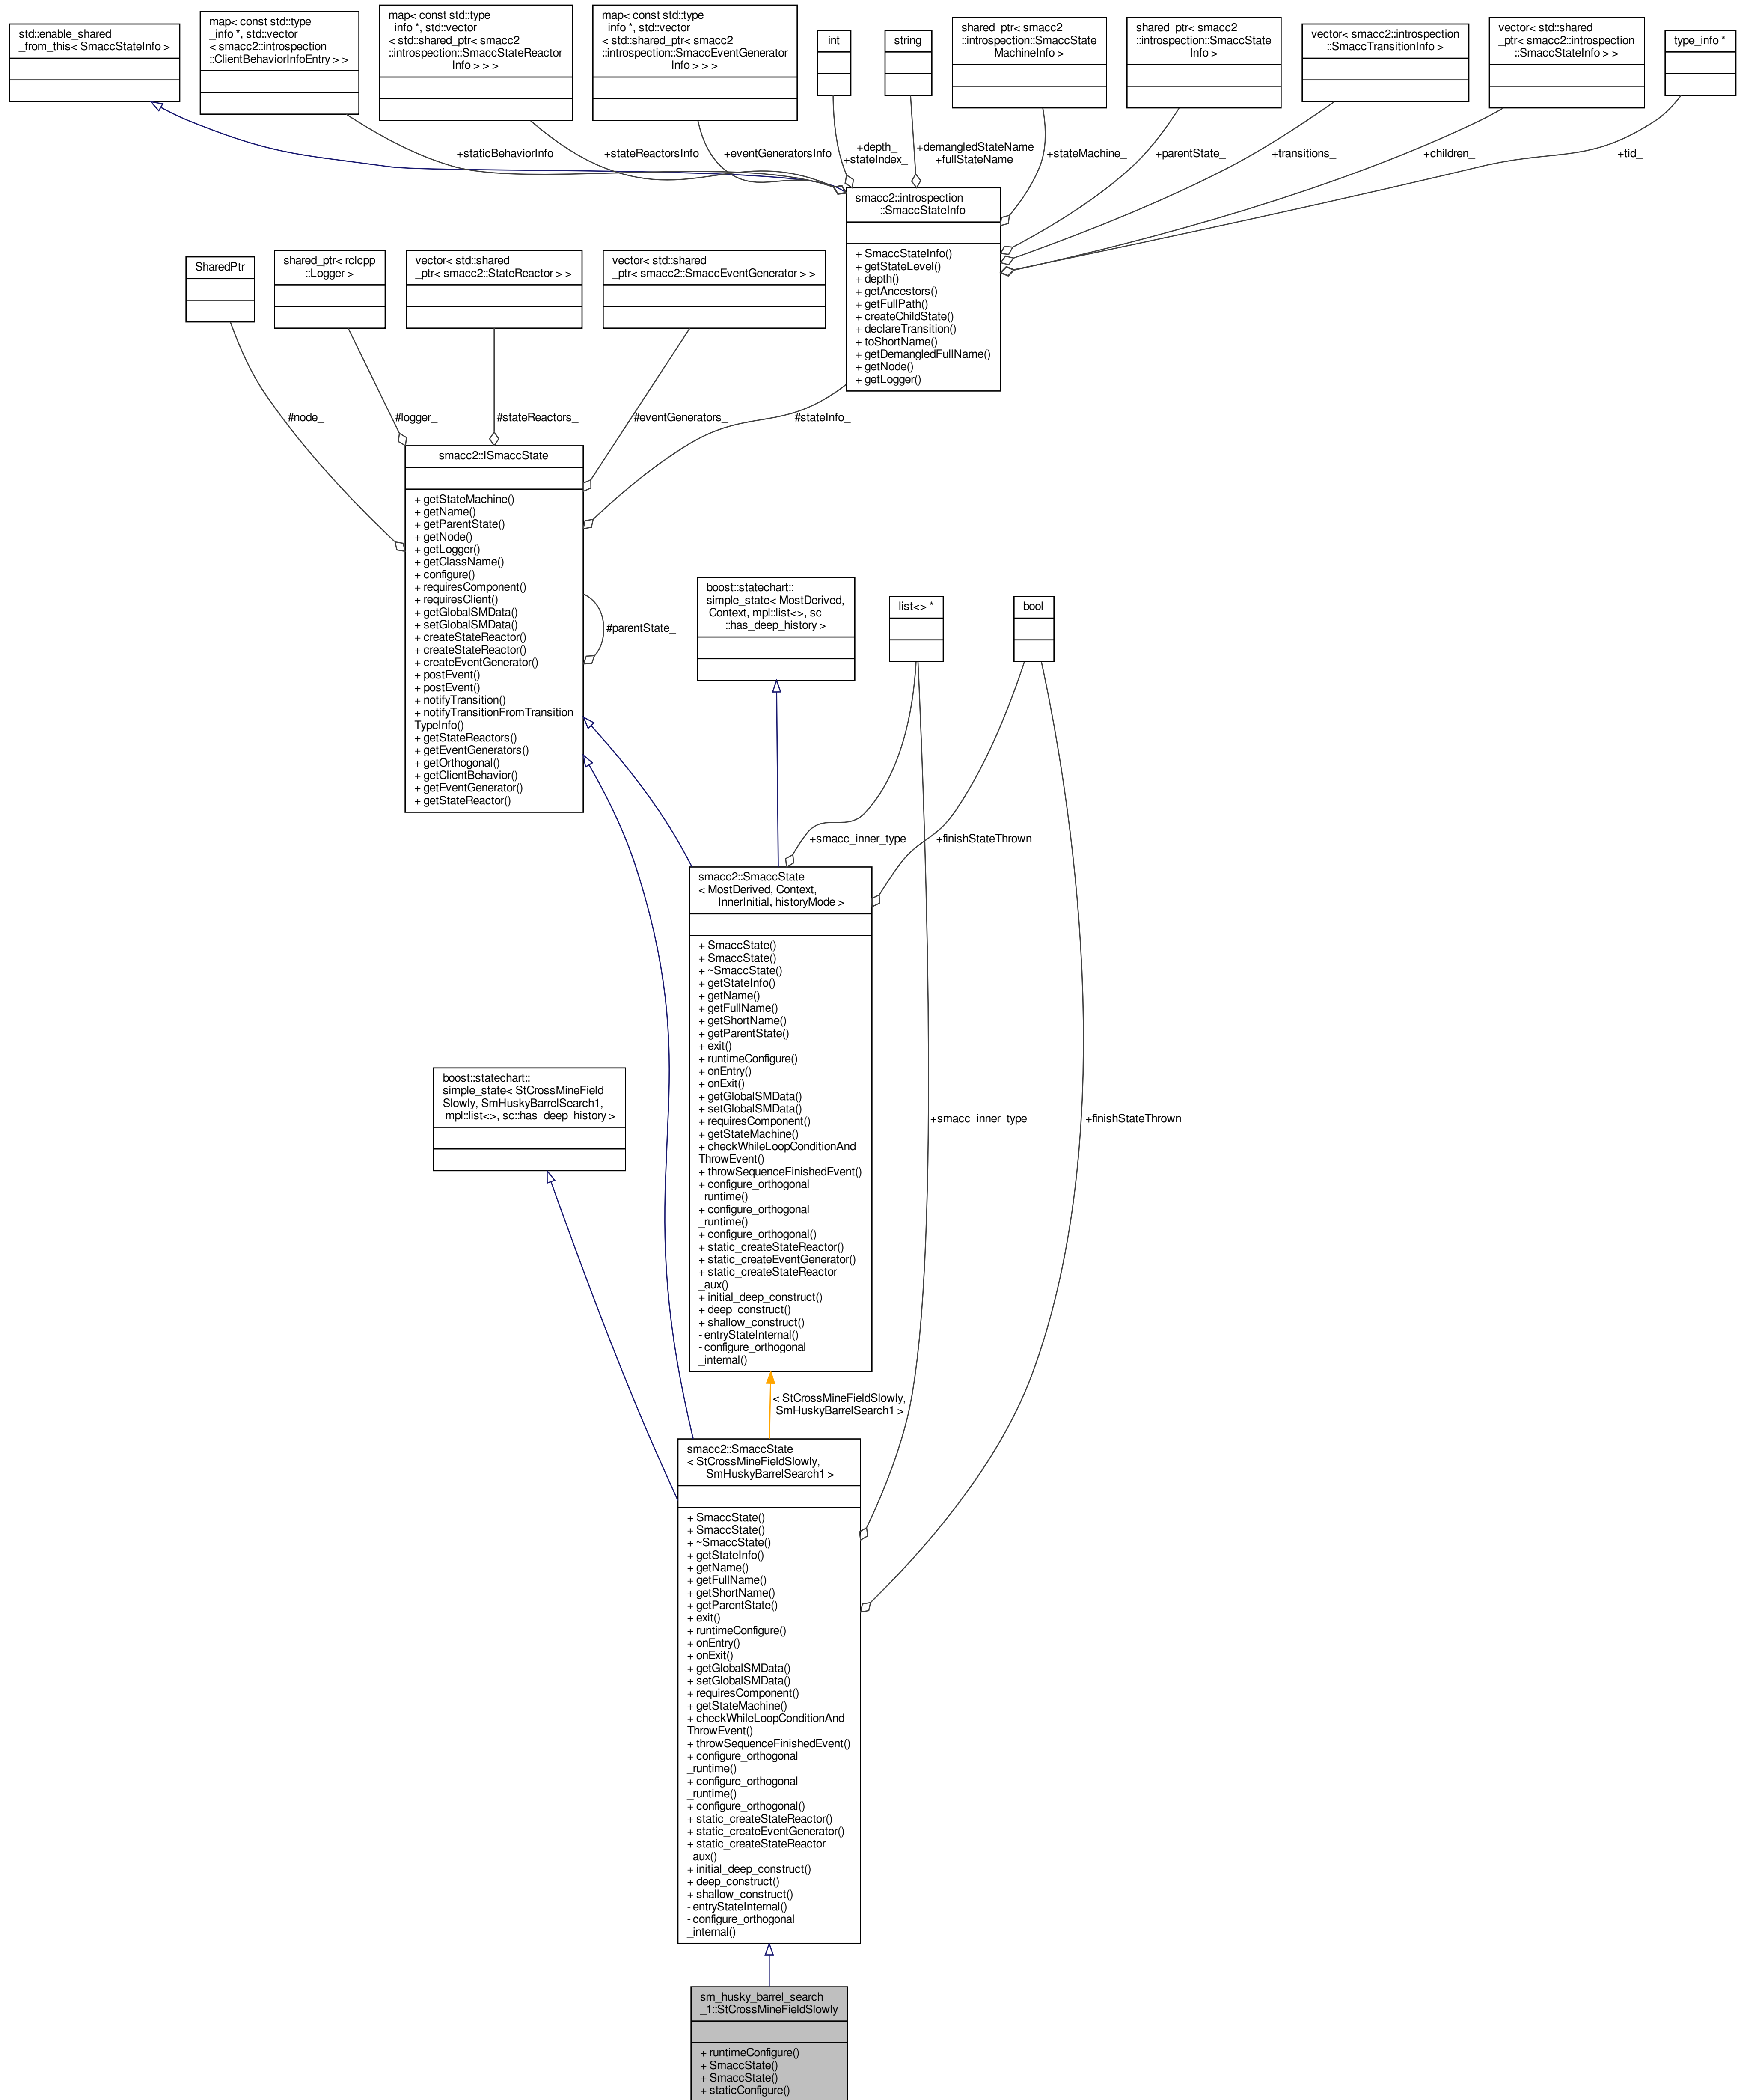 std::enable_shared
_from_this< SmaccStateInfo >
map< const std::type
_info *, std::vector
< smacc2::introspection
::ClientBehaviorInfoEntry > >
map< const std::type
_info *, std::vector
< std::shared_ptr< smacc2
::introspection::SmaccStateReactor
Info > > >
map< const std::type
_info *, std::vector
< std::shared_ptr< smacc2
::introspection::SmaccEventGenerator
Info > > >
int
string
shared_ptr< smacc2
::introspection::SmaccState
MachineInfo >
shared_ptr< smacc2
::introspection::SmaccState
Info >
vector< smacc2::introspection
::SmaccTransitionInfo >
vector< std::shared
_ptr< smacc2::introspection
::SmaccStateInfo > >
type_info *
+staticBehaviorInfo
+stateReactorsInfo
+eventGeneratorsInfo
+depth_
+stateIndex_
+demangledStateName
+fullStateName
+stateMachine_
+parentState_
+transitions_
+children_
+tid_
smacc2::introspection
::SmaccStateInfo
+ SmaccStateInfo()
+ getStateLevel()
+ depth()
+ getAncestors()
+ getFullPath()
+ createChildState()
+ declareTransition()
+ toShortName()
+ getDemangledFullName()
+ getNode()
+ getLogger()
SharedPtr
shared_ptr< rclcpp
::Logger >
vector< std::shared
_ptr< smacc2::StateReactor > >
vector< std::shared
_ptr< smacc2::SmaccEventGenerator > >
#node_
#logger_
#stateReactors_
#eventGenerators_
#stateInfo_
smacc2::ISmaccState
+ getStateMachine()
+ getName()
+ getParentState()
+ getNode()
+ getLogger()
+ getClassName()
+ configure()
+ requiresComponent()
+ requiresClient()
+ getGlobalSMData()
+ setGlobalSMData()
+ createStateReactor()
+ createStateReactor()
+ createEventGenerator()
+ postEvent()
+ postEvent()
+ notifyTransition()
+ notifyTransitionFromTransition
TypeInfo()
+ getStateReactors()
+ getEventGenerators()
+ getOrthogonal()
+ getClientBehavior()
+ getEventGenerator()
+ getStateReactor()
#parentState_
boost::statechart::
simple_state< MostDerived,
Context, mpl::list<>, sc
::has_deep_history >
list<> *
bool
+smacc_inner_type
+finishStateThrown
smacc2::SmaccState
< MostDerived, Context,
InnerInitial, historyMode >
+ SmaccState()
+ SmaccState()
+ ~SmaccState()
+ getStateInfo()
+ getName()
+ getFullName()
+ getShortName()
+ getParentState()
+ exit()
+ runtimeConfigure()
+ onEntry()
+ onExit()
+ getGlobalSMData()
+ setGlobalSMData()
+ requiresComponent()
+ getStateMachine()
+ checkWhileLoopConditionAnd
ThrowEvent()
+ throwSequenceFinishedEvent()
+ configure_orthogonal
_runtime()
+ configure_orthogonal
_runtime()
+ configure_orthogonal()
+ static_createStateReactor()
+ static_createEventGenerator()
+ static_createStateReactor
_aux()
+ initial_deep_construct()
+ deep_construct()
+ shallow_construct()
- entryStateInternal()
- configure_orthogonal
_internal()
boost::statechart::
simple_state< StCrossMineField
Slowly, SmHuskyBarrelSearch1,
mpl::list<>, sc::has_deep_history >
+smacc_inner_type
+finishStateThrown
< StCrossMineFieldSlowly,
SmHuskyBarrelSearch1 >
smacc2::SmaccState
< StCrossMineFieldSlowly,
SmHuskyBarrelSearch1 >
+ SmaccState()
+ SmaccState()
+ ~SmaccState()
+ getStateInfo()
+ getName()
+ getFullName()
+ getShortName()
+ getParentState()
+ exit()
+ runtimeConfigure()
+ onEntry()
+ onExit()
+ getGlobalSMData()
+ setGlobalSMData()
+ requiresComponent()
+ getStateMachine()
+ checkWhileLoopConditionAnd
ThrowEvent()
+ throwSequenceFinishedEvent()
+ configure_orthogonal
_runtime()
+ configure_orthogonal
_runtime()
+ configure_orthogonal()
+ static_createStateReactor()
+ static_createEventGenerator()
+ static_createStateReactor
_aux()
+ initial_deep_construct()
+ deep_construct()
+ shallow_construct()
- entryStateInternal()
- configure_orthogonal
_internal()
sm_husky_barrel_search
_1::StCrossMineFieldSlowly
+ runtimeConfigure()
+ SmaccState()
+ SmaccState()
+ staticConfigure()